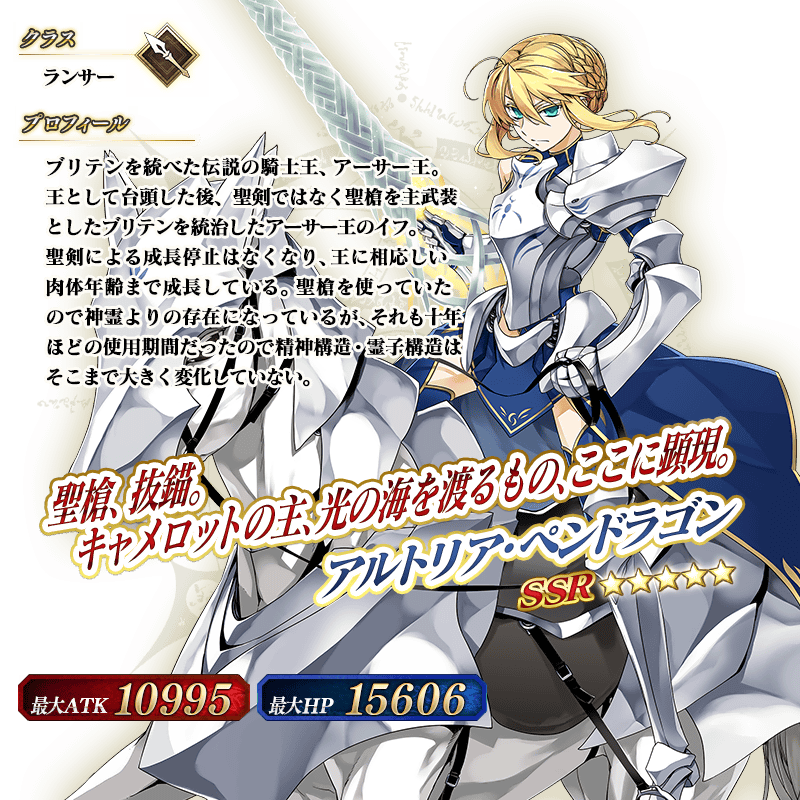 クラス
ランサー
プロフィール
ブリテンを統べた伝説の騎士王、アーサー王。
王として台頭した後、聖剣ではなく聖槍を主武装
としたブリテンを統治したアーサー王のイフ。
聖剣による成長停止はなくなり、王に相応しい
肉体年齢まで成長している。聖槍を使っていた
ので神霊よりの存在になっているが、それも十年
ほどの使用期間だったので精神構造・霊子構造は
そこまで大きく変化していない。
聖槍、抜錨。
キャメロットの主、光の海を渡るもの、ここに顕現。
アルトリア・ペンドラゴン
SSR ★★★★★
最大ATK 10995
最大HP 15606